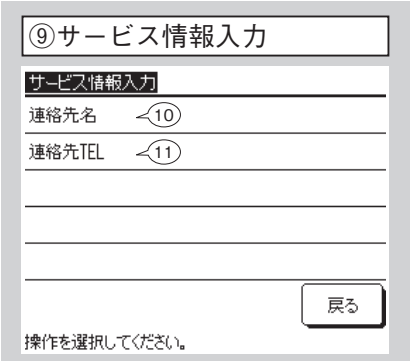 ⑨サービス情報入力
サービス情報入力
連絡先名 ⑩
連絡先TEL ⑪
戻る
操作を選択してください。